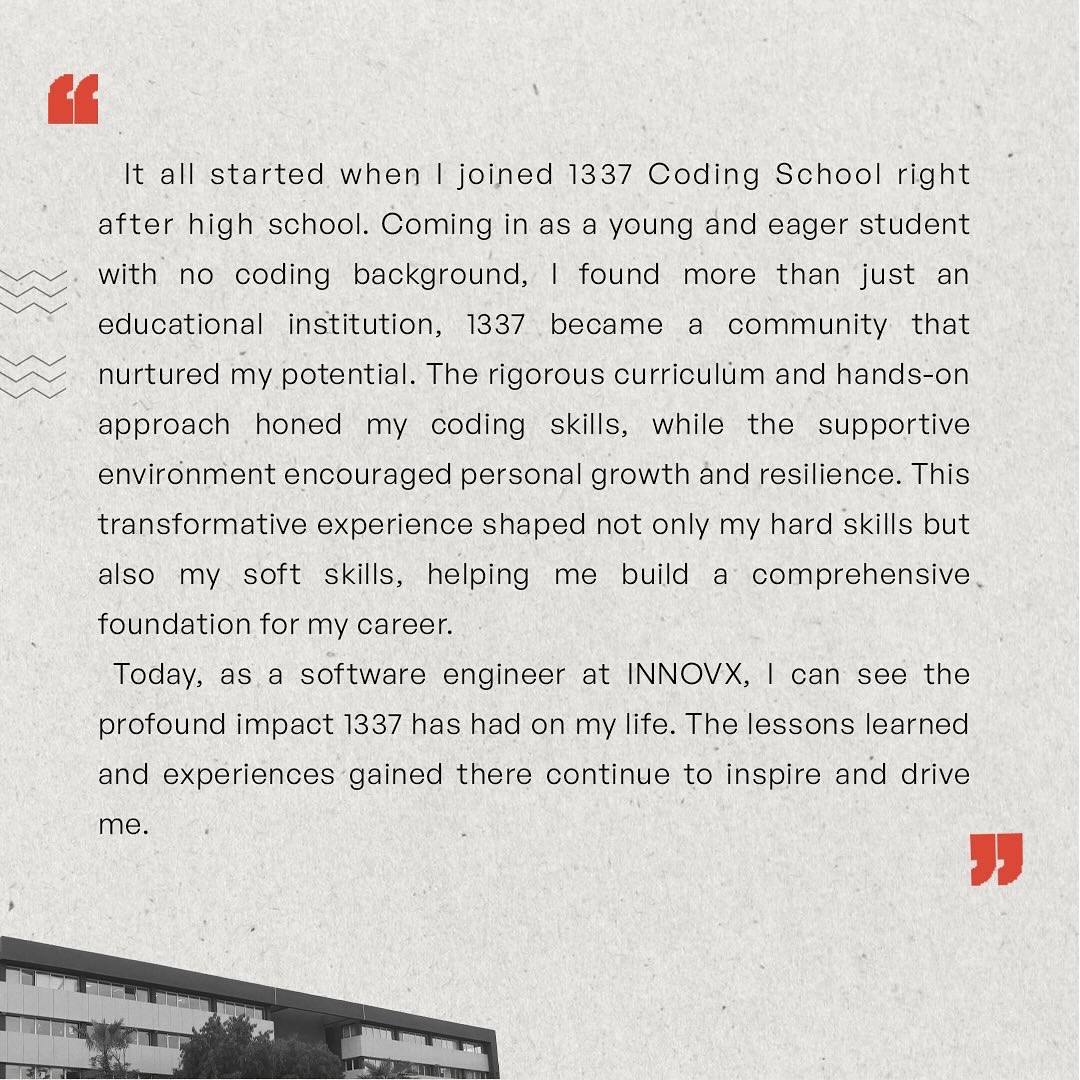 It all started when I joined 1337 Coding School right
after high school. Coming in as a young and eager student
with no coding background, I found more than just an
educational institution, 1337 became a community that
nurtured my potential. The rigorous curriculum and hands-on
approach honed my coding skills, while the supportive
environment encouraged personal growth and resilience. This
transformative experience shaped not only my hard skills but
also my soft skills, helping me build a comprehensive
foundation for my career.
Today, as a software engineer at INNOVX, I can see the
profound impact 1337 has had on my life. The lessons learned
and experiences gained there continue to inspire and drive
me.